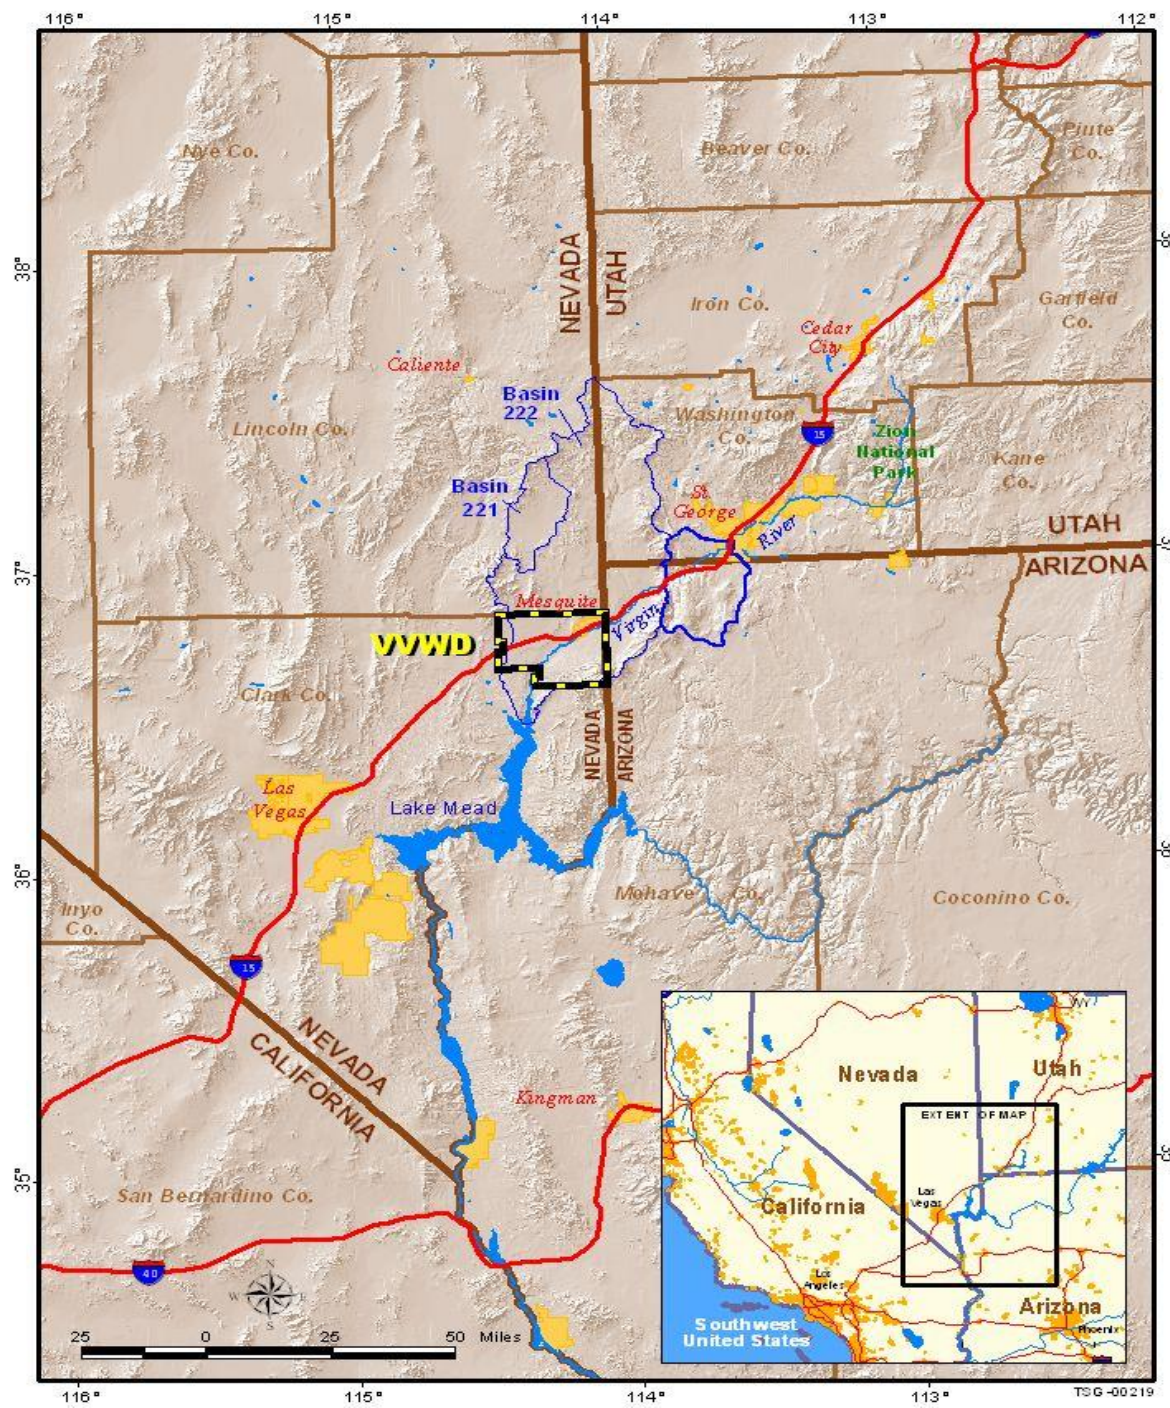 116°
115°
114°
113°
112°
Nye Co.
Beaver Co.
Piute
Co.
NEVADA
UTAH
38°
Iron Co.
Garfield
Co.
Cedar
City
Caliente
Basin
222
Washington
Co.
Lincoln Co.
15
Zion
National
Park
Kane
Co.
Basin
221
St
George
River
UTAH
ARIZONA
37°
Mesquite
Virgin
VVWD
Clark Co.
NEVADA
ARIZONA
Las
Vegas
Lake Mead
36°
Mohave Co.
Coconino Co.
Inyo
Co.
15
NEVADA
CALIFORNIA
Kingman
35°
San Bernardino Co.
40
N
W
E
S
25 0 25 50 Miles
WY
Nevada
Utah
EXTENT OF MAP
Las
Vegas
California
Los
Angeles
Arizona
Phoenix
Southwest
United States
116°
115°
114°
113°
TSG-00219